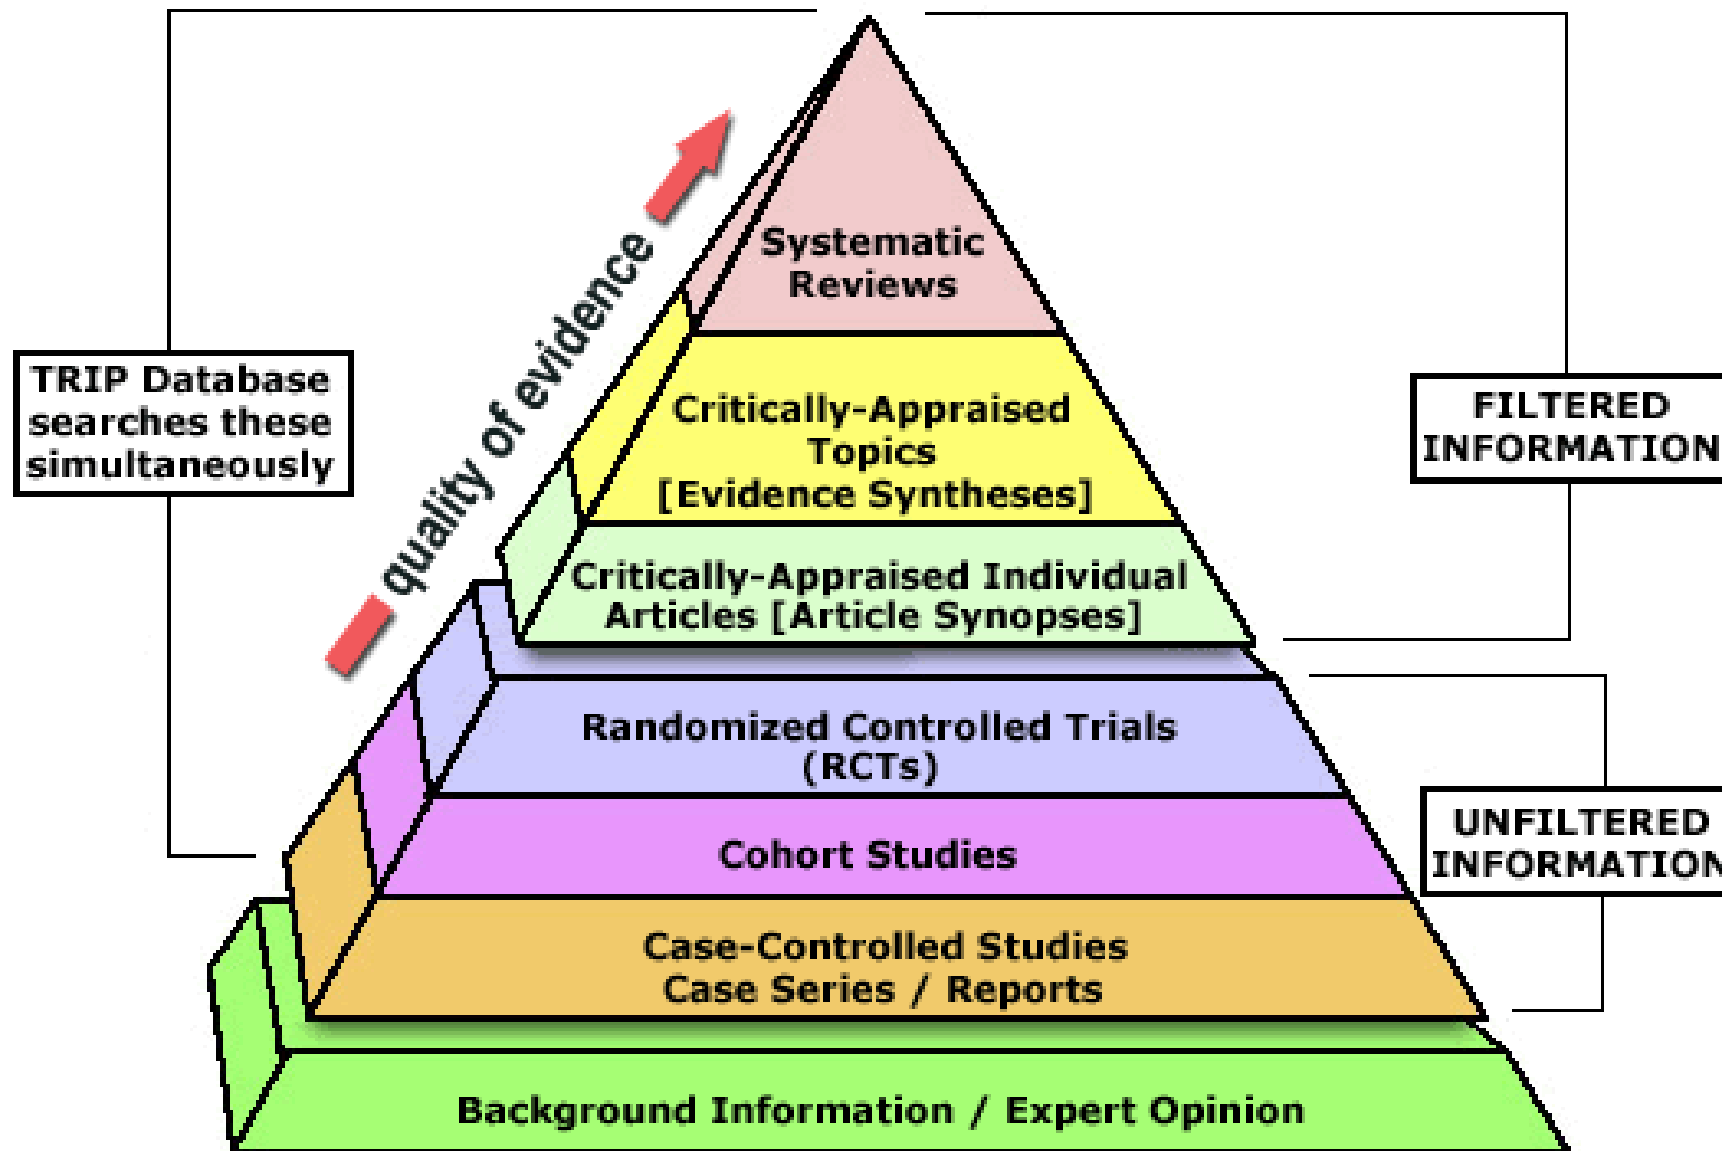 Systematic
Reviews
TRIP Database
searches these
simultaneously
quality of evidence
FILTERED
INFORMATION
Critically-Appraised
Topics
[Evidence Syntheses]
Critically-Appraised Individual
Articles [Article Synopses]
Randomized Controlled Trials
(RCTs)
UNFILTERED
INFORMATION
Cohort Studies
Case-Controlled Studies
Case Series / Reports
Background Information / Expert Opinion